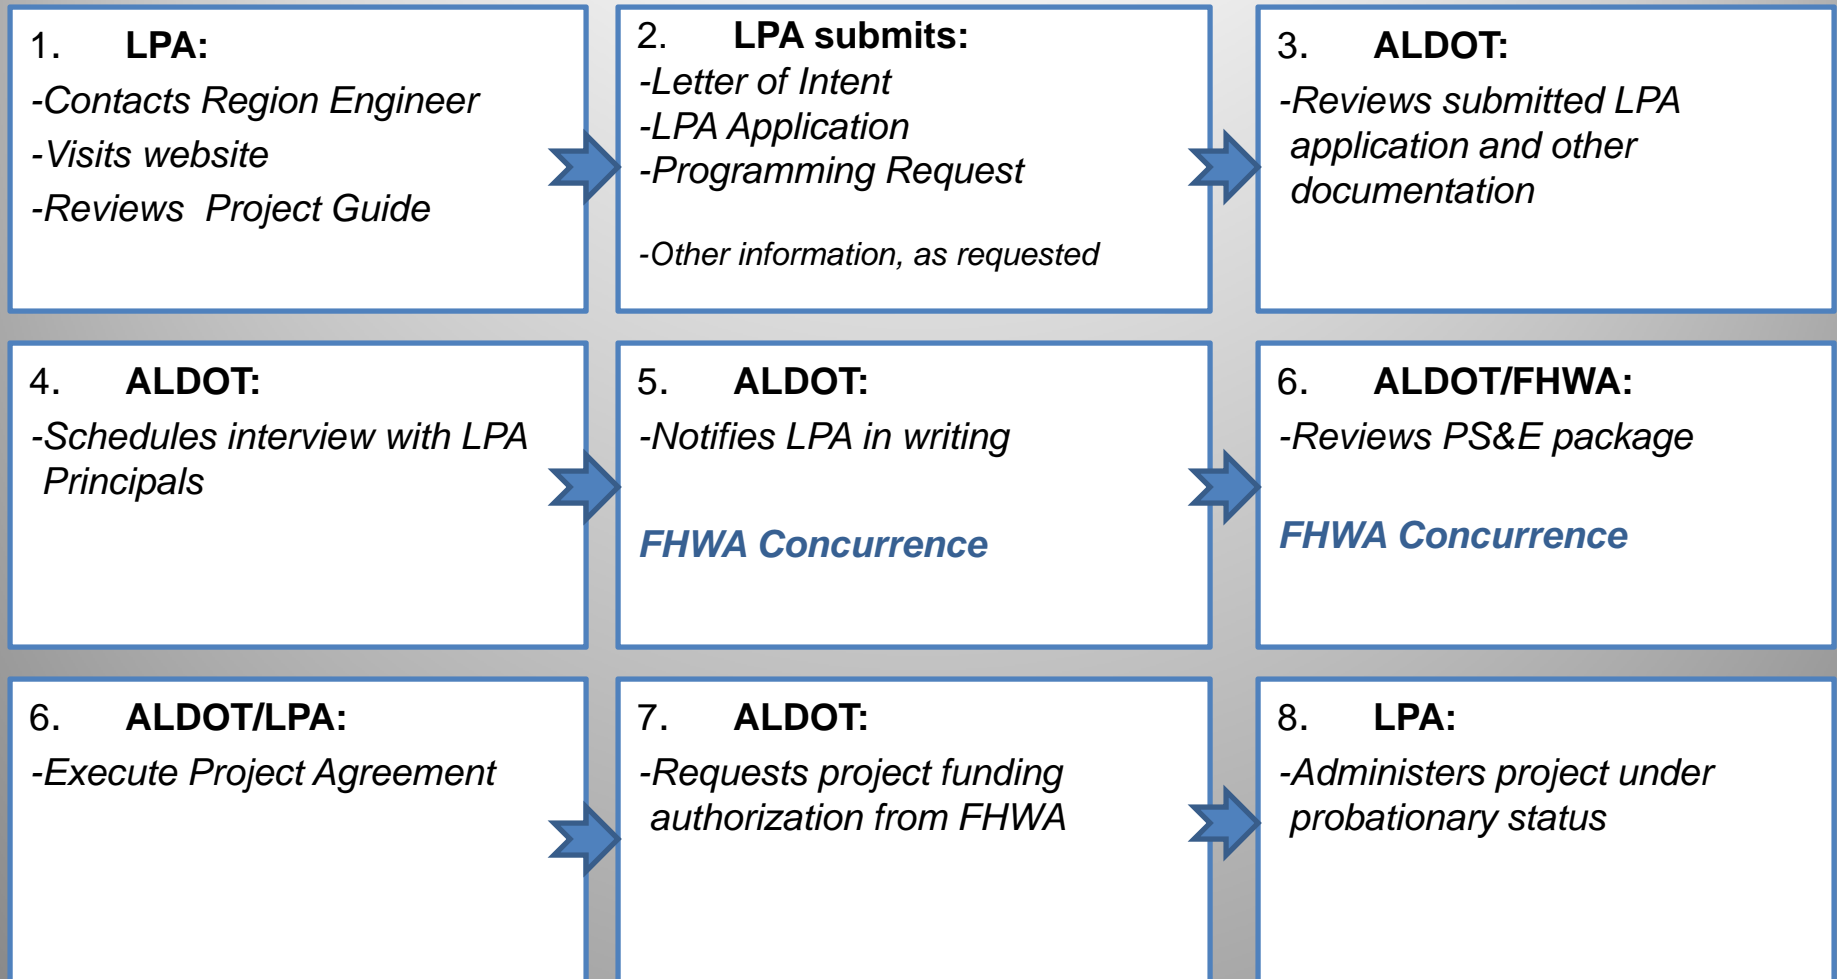 1. LPA:
-Contacts Region Engineer
-Visits website
-Reviews Project Guide
2. LPA submits:
-Letter of Intent
-LPA Application
-Programming Request
-Other information, as requested
3. ALDOT:
-Reviews submitted LPA
application and other
documentation
4. ALDOT:
-Schedules interview with LPA
Principals
5. ALDOT:
-Notifies LPA in writing
FHWA Concurrence
6. ALDOT/FHWA:
-Reviews PS&E package
FHWA Concurrence
6. ALDOT/LPA:
-Execute Project Agreement
7. ALDOT:
-Requests project funding
authorization from FHWA
8. LPA:
-Administers project under
probationary status